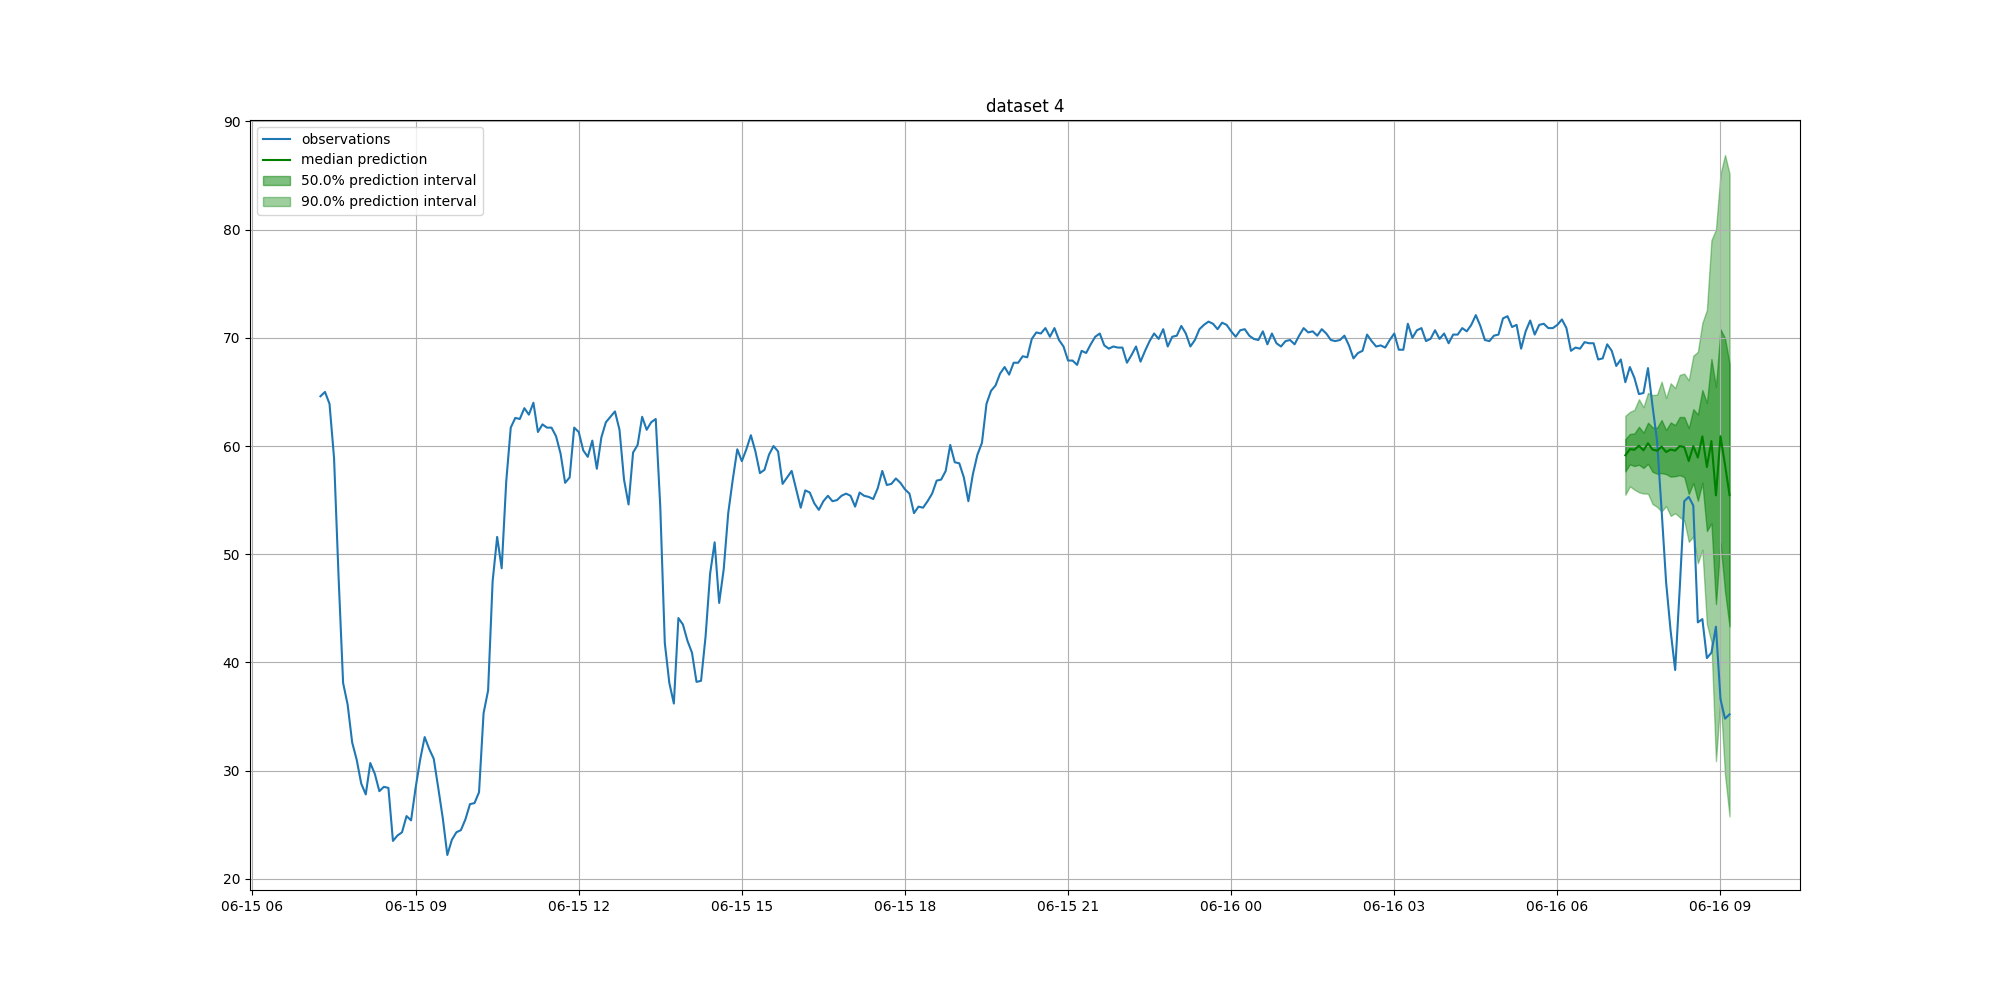 dataset 4
observations
median prediction
50.0% prediction interval
90.0% prediction interval
90
80
70
60
50
40
30
20
06-15 06 06-15 09 06-15 12 06-15 15 06-15 18 06-15 21 06-16 00 06-16 03 06-16 06 06-16 09